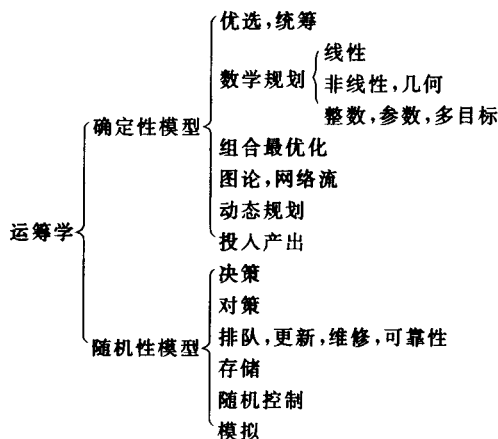 优选,统筹
线性
数学规划
非线性,几何
整数,参数,多目标
确定性模型
组合最优化
图论,网络流
动态规划
投入产出
运筹学
决策
对策
排队,更新,维修,可靠性
随机性模型
存储
随机控制
模拟